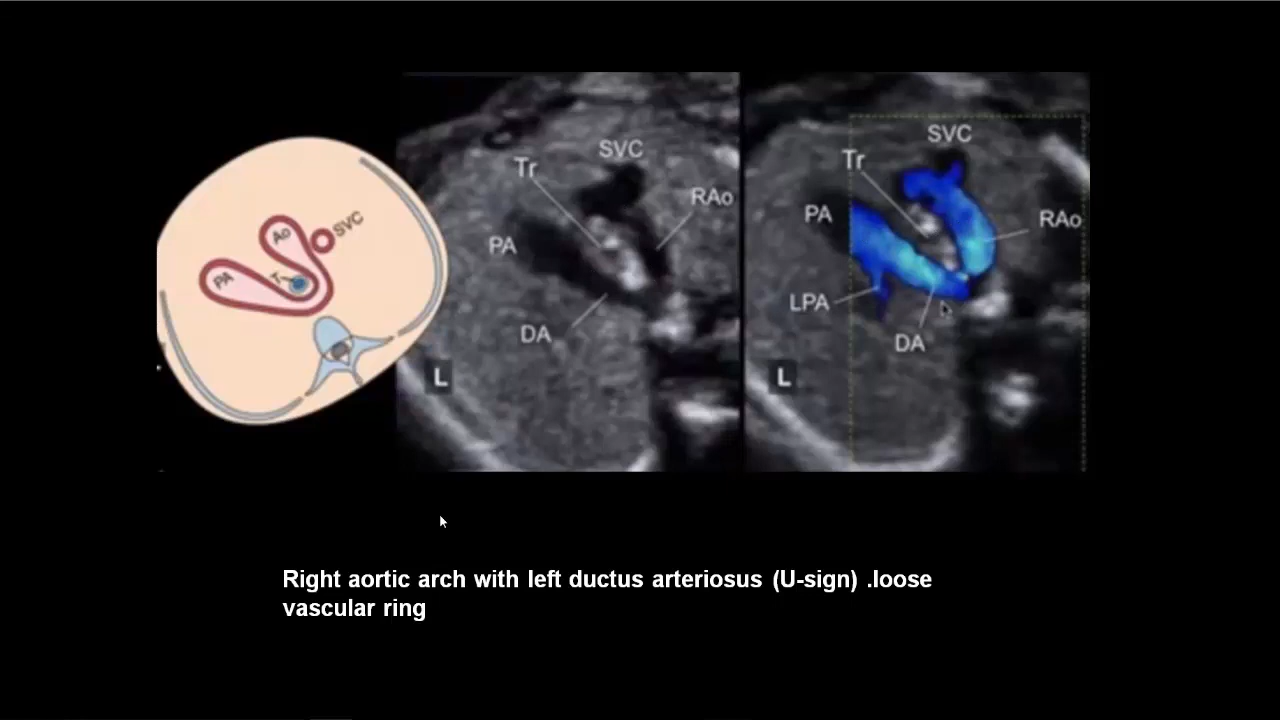 Ao
SVC
PA
T
Tr
SVC
RAo
PA
DA
L
SVC
Tr
PA
RAo
LPA
DA
L
Right aortic arch with left ductus arteriosus (U-sign) .loose
vascular ring